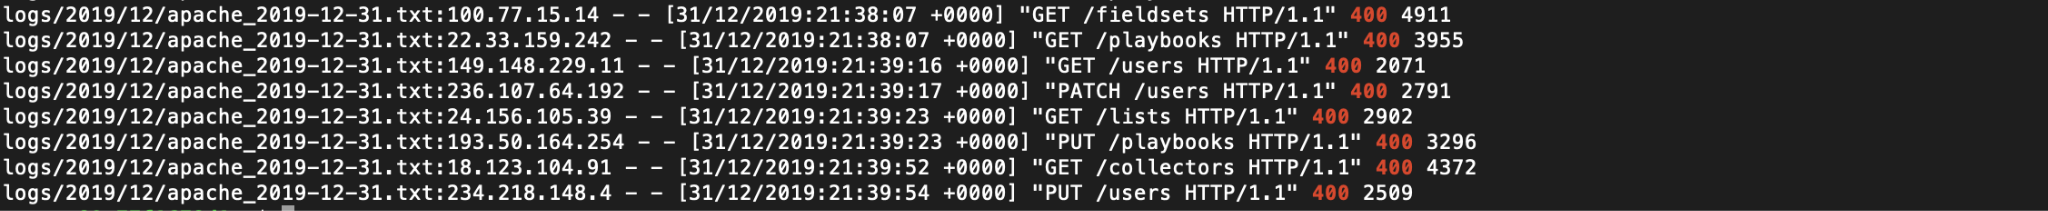 logs/2019/12/apache_2019-12-31.txt:100.77.15.14 - - [31/12/2019:21:38:07 +0000] "GET /fieldsets HTTP/1.1" 400 4911
logs/2019/12/apache_2019-12-31.txt:22.33.159.242 - - [31/12/2019:21:38:07 +0000] "GET /playbooks HTTP/1.1" 400 3955
logs/2019/12/apache_2019-12-31.txt:149.148.229.11 - - [31/12/2019:21:39:16 +0000] "GET /users HTTP/1.1" 400 2071
logs/2019/12/apache_2019-12-31.txt:236.107.64.192 - - [31/12/2019:21:39:17 +0000] "PATCH /users HTTP/1.1" 400 2791
logs/2019/12/apache_2019-12-31.txt:24.156.105.39 - - [31/12/2019:21:39:23 +0000] "GET /lists HTTP/1.1" 400 2902
logs/2019/12/apache_2019-12-31.txt:193.50.164.254 - - [31/12/2019:21:39:23 +0000] "PUT /playbooks HTTP/1.1" 400 3296
logs/2019/12/apache_2019-12-31.txt:18.123.104.91 - - [31/12/2019:21:39:52 +0000] "GET /collectors HTTP/1.1" 400 4372
logs/2019/12/apache_2019-12-31.txt:234.218.148.4 - - [31/12/2019:21:39:54 +0000] "PUT /users HTTP/1.1" 400 2509